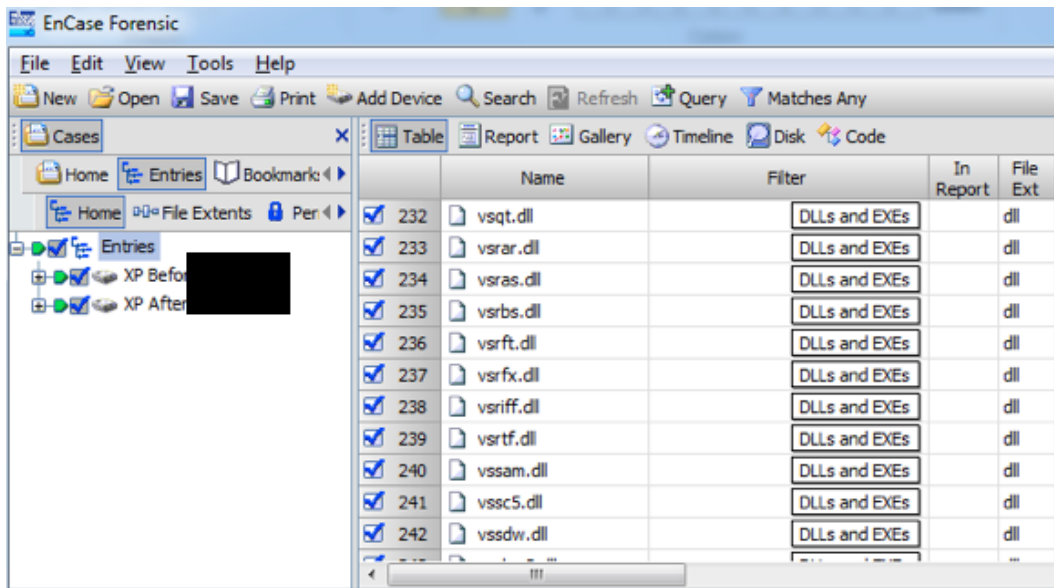 EnCase Forensic
File Edit View Tools Help
New Open Save Print Add Device Search Refresh Query Matches Any
Cases Table Report Gallery Timeline Disk Code
Home Entries Bookmark
Home File Extents Per
Entries
XP Befor
XP After
Name Filter In Report File Ext
232 vsqt.dll DLLs and EXEs dll
233 vsrar.dll DLLs and EXEs dll
234 vsras.dll DLLs and EXEs dll
235 vsrbs.dll DLLs and EXEs dll
236 vsrft.dll DLLs and EXEs dll
237 vsrfx.dll DLLs and EXEs dll
238 vsriff.dll DLLs and EXEs dll
239 vsrtf.dll DLLs and EXEs dll
240 vssam.dll DLLs and EXEs dll
241 vssc5.dll DLLs and EXEs dll
242 vssdw.dll DLLs and EXEs dll